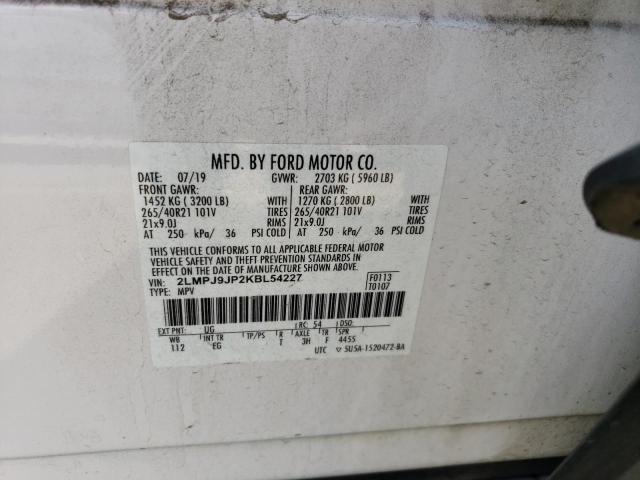 MFD. BY FORD MOTOR CO.
DATE: 07/19 GVWR: 2703 KG ( 5960 LB)
FRONT GAWR: REAR GAWR:
1452 KG ( 3200 LB) WITH 1270 KG ( 2800 LB) WITH
265/40R21 101V TIRES 265/40R21 101V TIRES
21x9.0J RIMS 21x9.0J RIMS
AT 250 kPa/ 36 PSI COLD AT 250 kPa/ 36 PSI COLD
THIS VEHICLE CONFORMS TO ALL APPLICABLE FEDERAL MOTOR
VEHICLE SAFETY AND THEFT PREVENTION STANDARDS IN
EFFECT ON THE DATE OF MANUFACTURE SHOWN ABOVE.
VIN: 2LMPJ9JP2KBL54227 F0113
TYPE: MPV T0107
EXT PNT: UG RC: 54 DSO:
WB INT TR TP/PS R AXLE TR SPR
112 EG I 3H F 4455
UTC ▽ 5U5A-1520472-BA